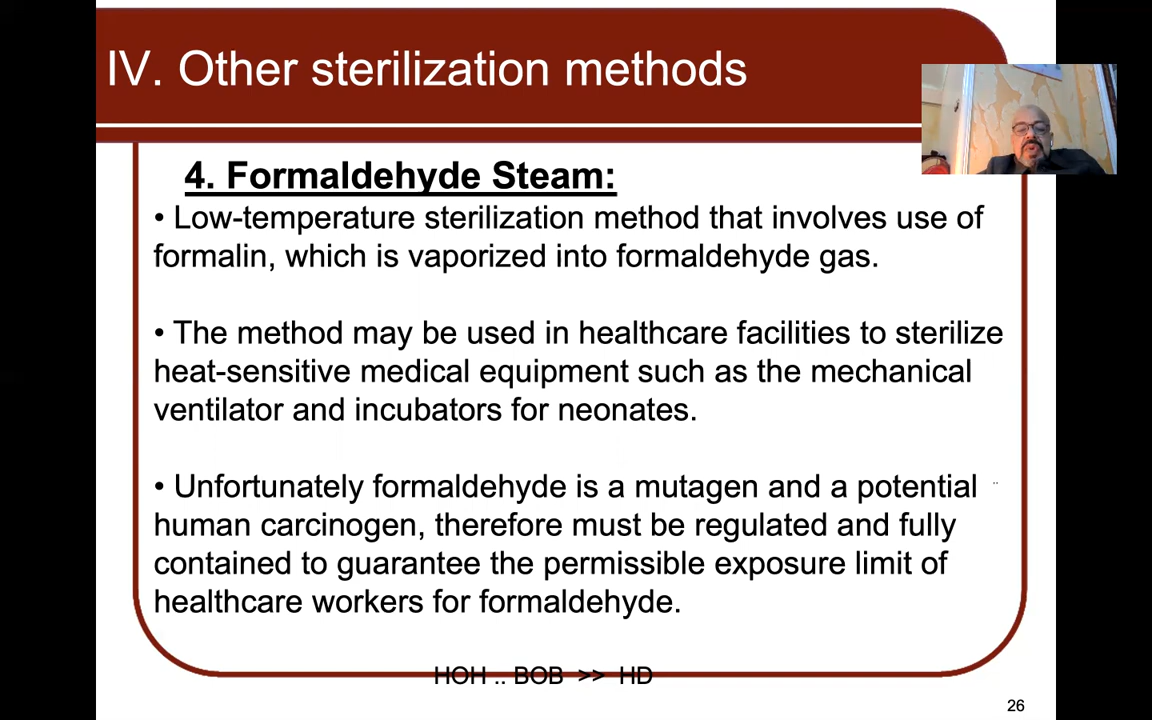 IV. Other sterilization methods
4. Formaldehyde Steam:
• Low-temperature sterilization method that involves use of
formalin, which is vaporized into formaldehyde gas.
• The method may be used in healthcare facilities to sterilize
heat-sensitive medical equipment such as the mechanical
ventilator and incubators for neonates.
• Unfortunately formaldehyde is a mutagen and a potential
human carcinogen, therefore must be regulated and fully
contained to guarantee the permissible exposure limit of
healthcare workers for formaldehyde.
HOH .. BOB >> HD
26